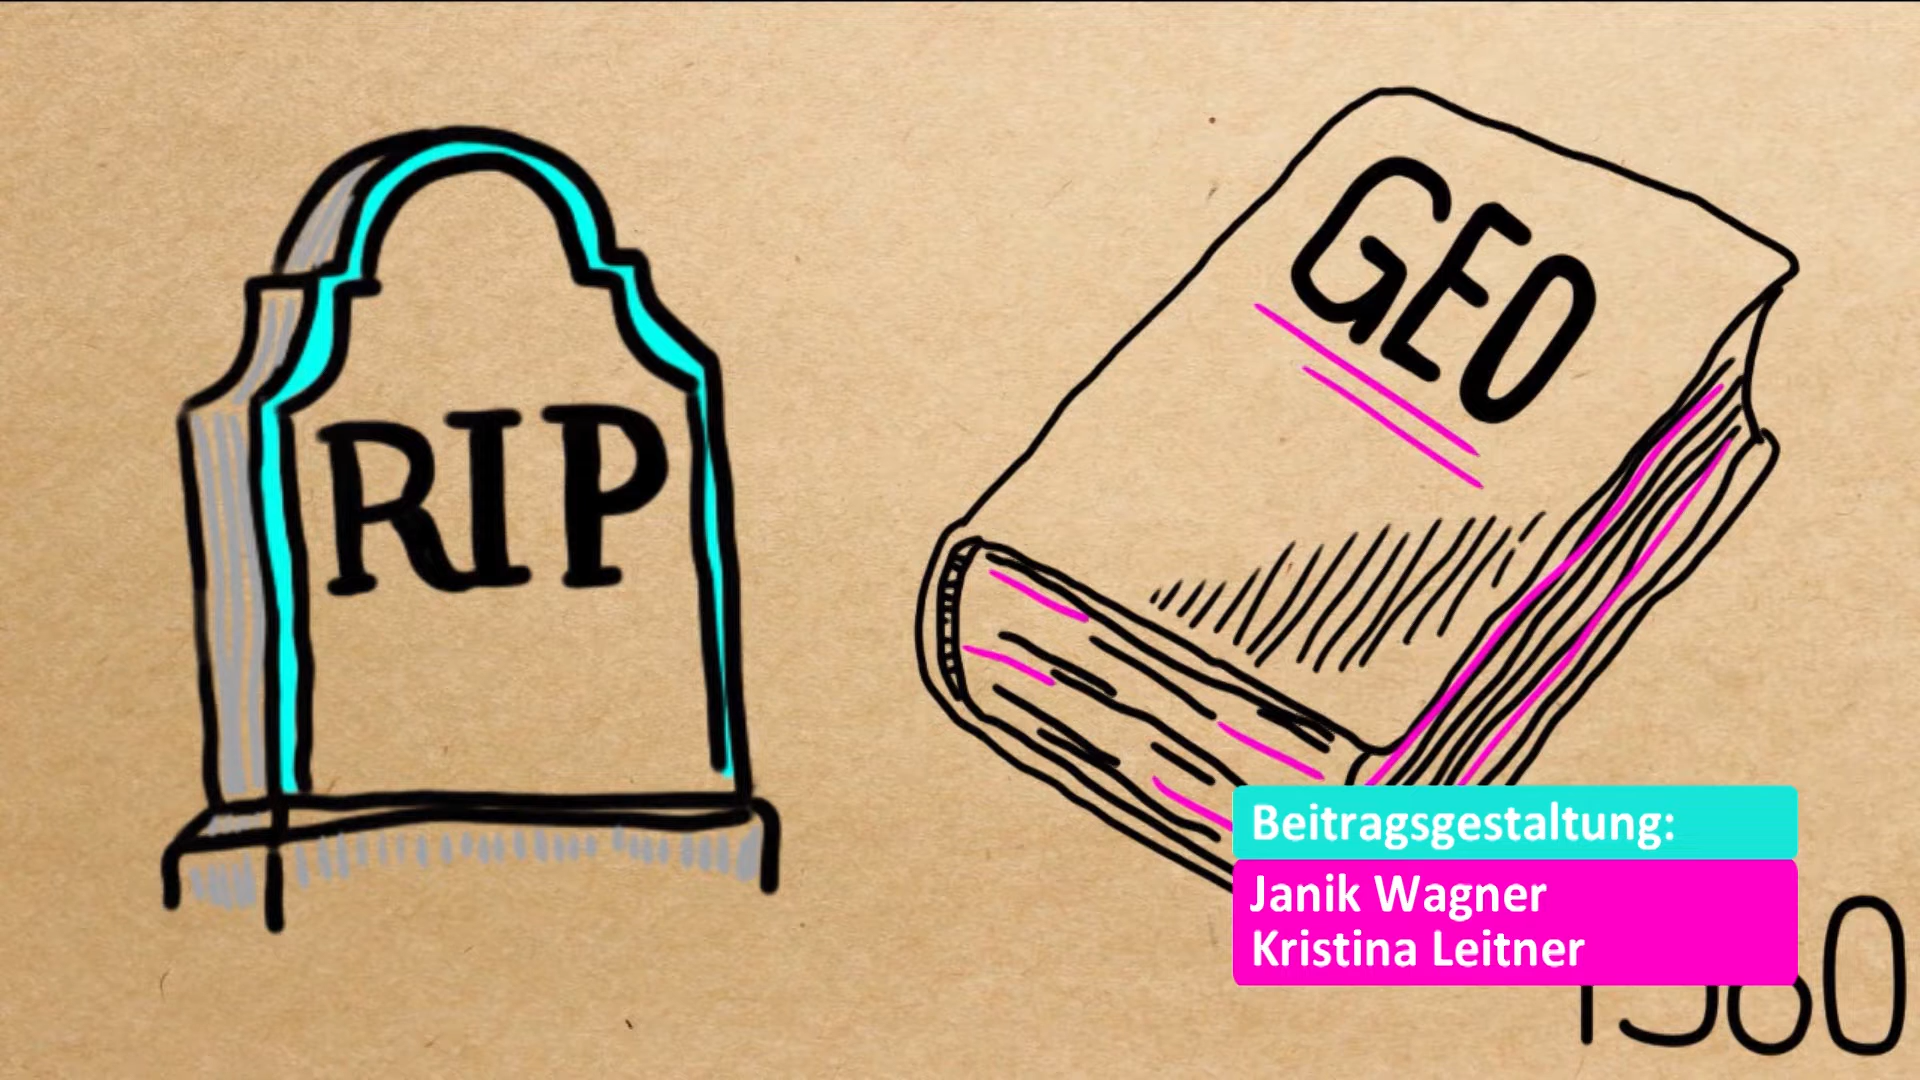 RIP
GEO
Beitragsgestaltung:
Janik Wagner
Kristina Leitner